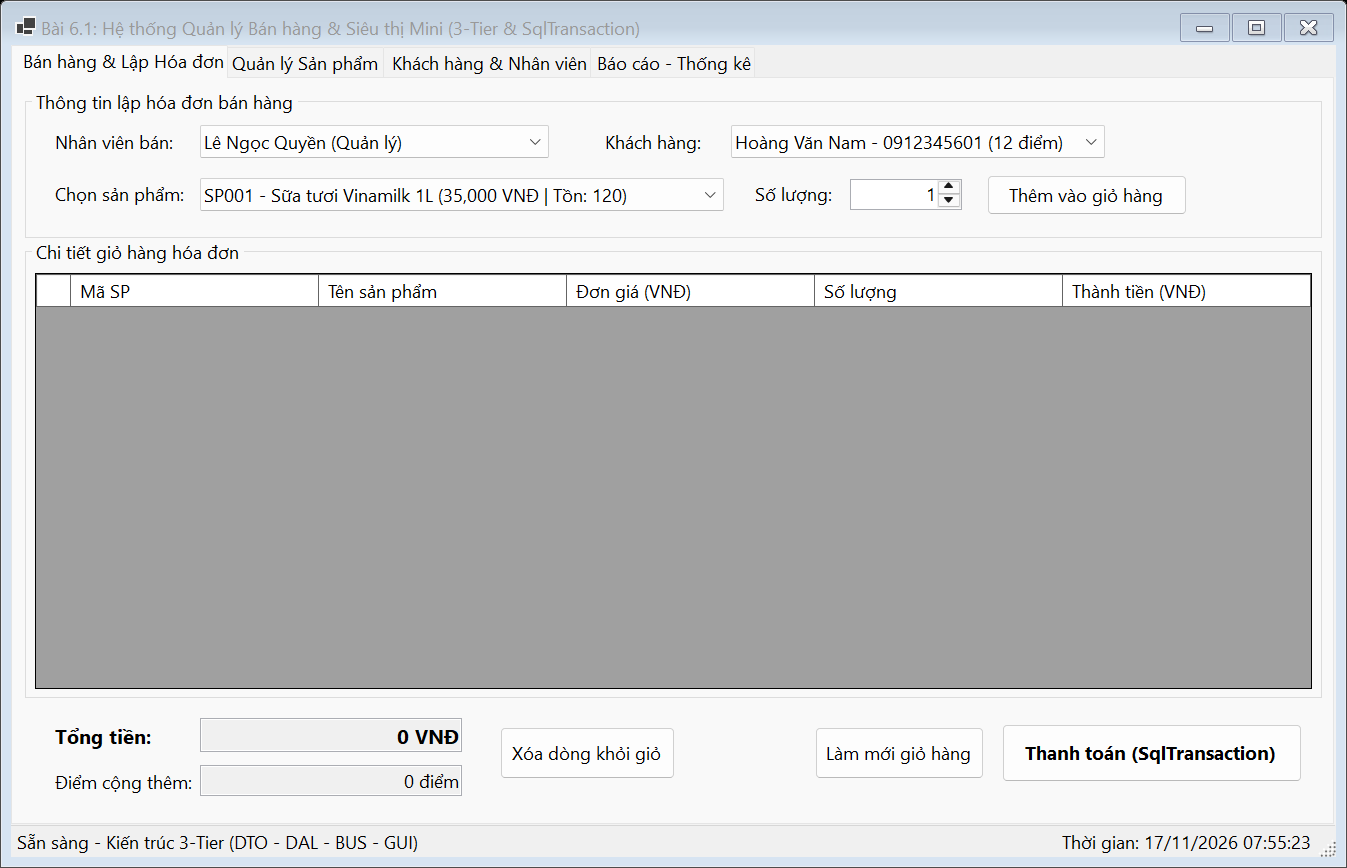 Bài 6.1: Hệ thống Quản lý Bán hàng & Siêu thị Mini (3-Tier & SqlTransaction)
Bán hàng & Lập Hóa đơn Quản lý Sản phẩm Khách hàng & Nhân viên Báo cáo - Thống kê
Thông tin lập hóa đơn bán hàng
Nhân viên bán: Lê Ngọc Quyền (Quản lý) Khách hàng: Hoàng Văn Nam - 0912345601 (12 điểm)
Chọn sản phẩm: SP001 - Sữa tươi Vinamilk 1L (35,000 VNĐ | Tồn: 120) Số lượng: 1 Thêm vào giỏ hàng
Chi tiết giỏ hàng hóa đơn
Mã SP Tên sản phẩm Đơn giá (VNĐ) Số lượng Thành tiền (VNĐ)
Tổng tiền: 0 VNĐ
Xóa dòng khỏi giỏ Làm mới giỏ hàng Thanh toán (SqlTransaction)
Điểm cộng thêm: 0 điểm
Sẵn sàng - Kiến trúc 3-Tier (DTO - DAL - BUS - GUI) Thời gian: 17/11/2026 07:55:23